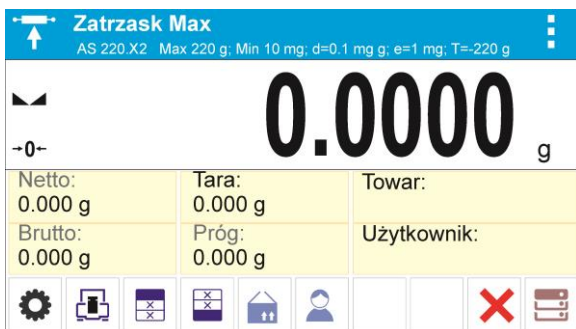 Zatrzask Max
AS 220.X2 Max 220 g; Min 10 mg; d=0.1 mg g; e=1 mg; T=-220 g
0.0000 g
→0←
Netto: Tara: Towar:
0.000 g 0.000 g
Brutto: Próg: Użytkownik:
0.000 g 0.000 g